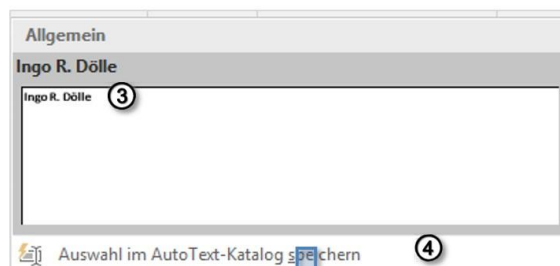 Allgemein
Ingo R. Dölle
Ingo R. Dölle ③
Auswahl im AutoText-Katalog speichern ④